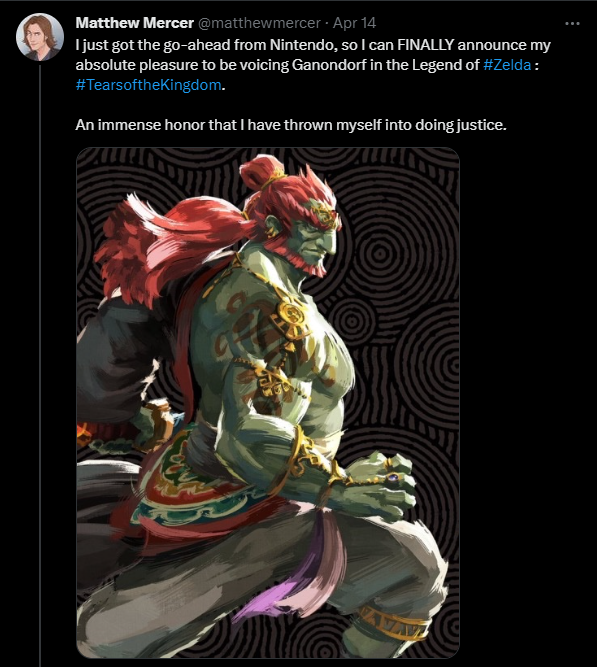 Matthew Mercer @matthewmercer · Apr 14
I just got the go-ahead from Nintendo, so I can FINALLY announce my
absolute pleasure to be voicing Ganondorf in the Legend of #Zelda :
#TearsoftheKingdom.
An immense honor that I have thrown myself into doing justice.